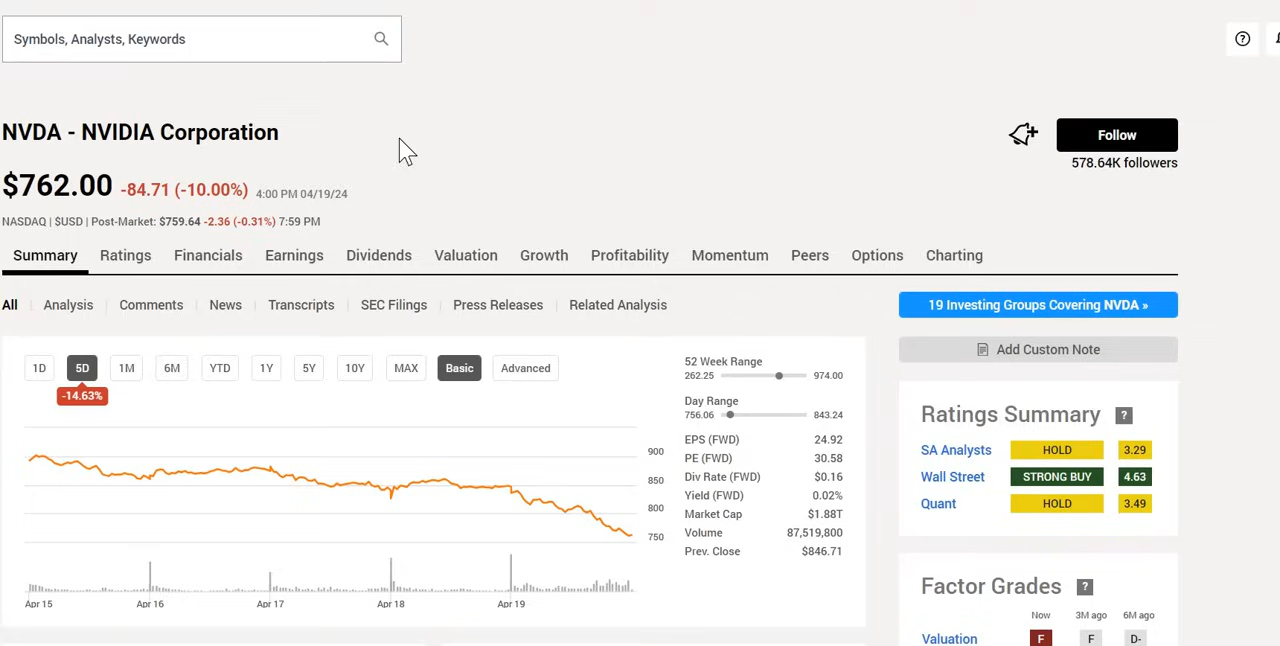 Symbols, Analysts, Keywords
NVDA - NVIDIA Corporation
Follow
578.64K followers
$762.00 -84.71 (-10.00%) 4:00 PM 04/19/24
NASDAQ | $USD | Post-Market: $759.64 -2.36 (-0.31%) 7:59 PM
Summary Ratings Financials Earnings Dividends Valuation Growth Profitability Momentum Peers Options Charting
All Analysis Comments News Transcripts SEC Filings Press Releases Related Analysis
19 Investing Groups Covering NVDA »
Add Custom Note
1D 5D 1M 6M YTD 1Y 5Y 10Y MAX Basic Advanced
-14.63%
900
850
800
750
Apr 15 Apr 16 Apr 17 Apr 18 Apr 19
52 Week Range
262.25 974.00
Day Range
756.06 843.24
EPS (FWD) 24.92
PE (FWD) 30.58
Div Rate (FWD) $0.16
Yield (FWD) 0.02%
Market Cap $1.88T
Volume 87,519,800
Prev. Close $846.71
Ratings Summary ?
SA Analysts HOLD 3.29
Wall Street STRONG BUY 4.63
Quant HOLD 3.49
Factor Grades ?
Now 3M ago 6M ago
Valuation F F D-